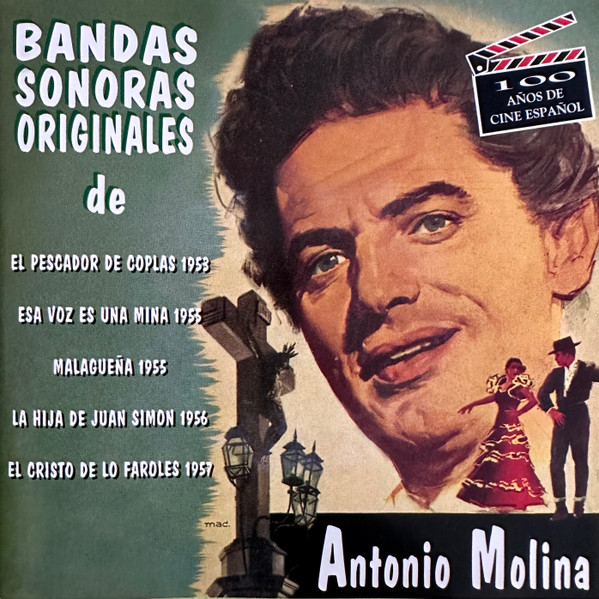 BANDAS
SONORAS
ORIGINALES
de
EL PESCADOR DE COPLAS 1953
ESA VOZ ES UNA MINA 1955
MALAGUEÑA 1955
LA HIJA DE JUAN SIMON 1956
EL CRISTO DE LO FAROLES 1957
100
AÑOS DE
CINE ESPAÑOL
mac.
Antonio Molina